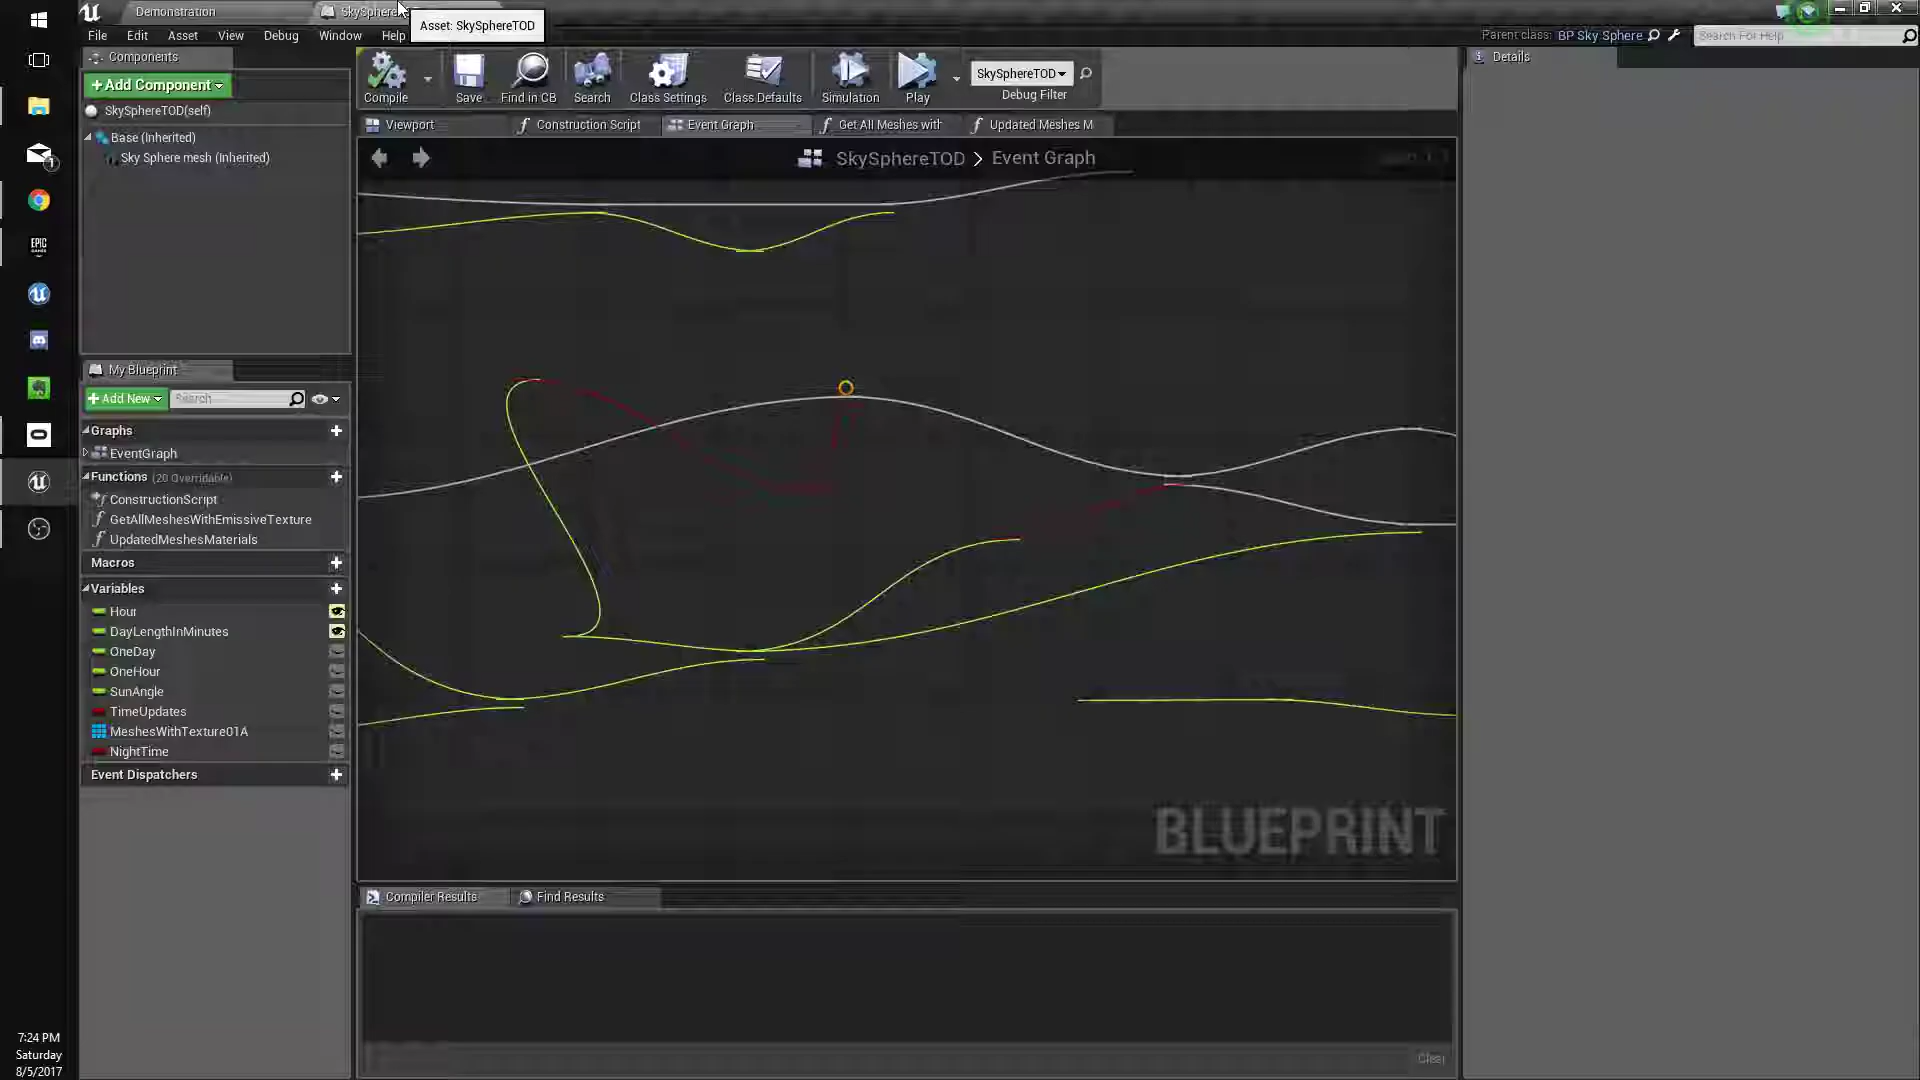 Demonstration
SkySphere
Asset: SkySphereTOD
File Edit Asset View Debug Window Help
Parent class: BP Sky Sphere
Search For Help
Components
+Add Component
SkySphereTOD(self)
Base (Inherited)
Sky Sphere mesh (Inherited)
Compile
Save
Find in CB
Search
Class Settings
Class Defaults
Simulation
Play
SkySphereTOD
Debug Filter
Details
Viewport
Construction Script
Event Graph
Get All Meshes with
Updated Meshes M
SkySphereTOD > Event Graph
My Blueprint
+Add New
Search
Graphs
EventGraph
Functions (20 Overridable)
ConstructionScript
GetAllMeshesWithEmissiveTexture
UpdatedMeshesMaterials
Macros
Variables
Hour
DayLengthInMinutes
OneDay
OneHour
SunAngle
TimeUpdates
MeshesWithTexture01A
NightTime
Event Dispatchers
BLUEPRINT
Compiler Results
Find Results
Clear
EPIC
GAMES
1
7:24 PM
Saturday
8/5/2017